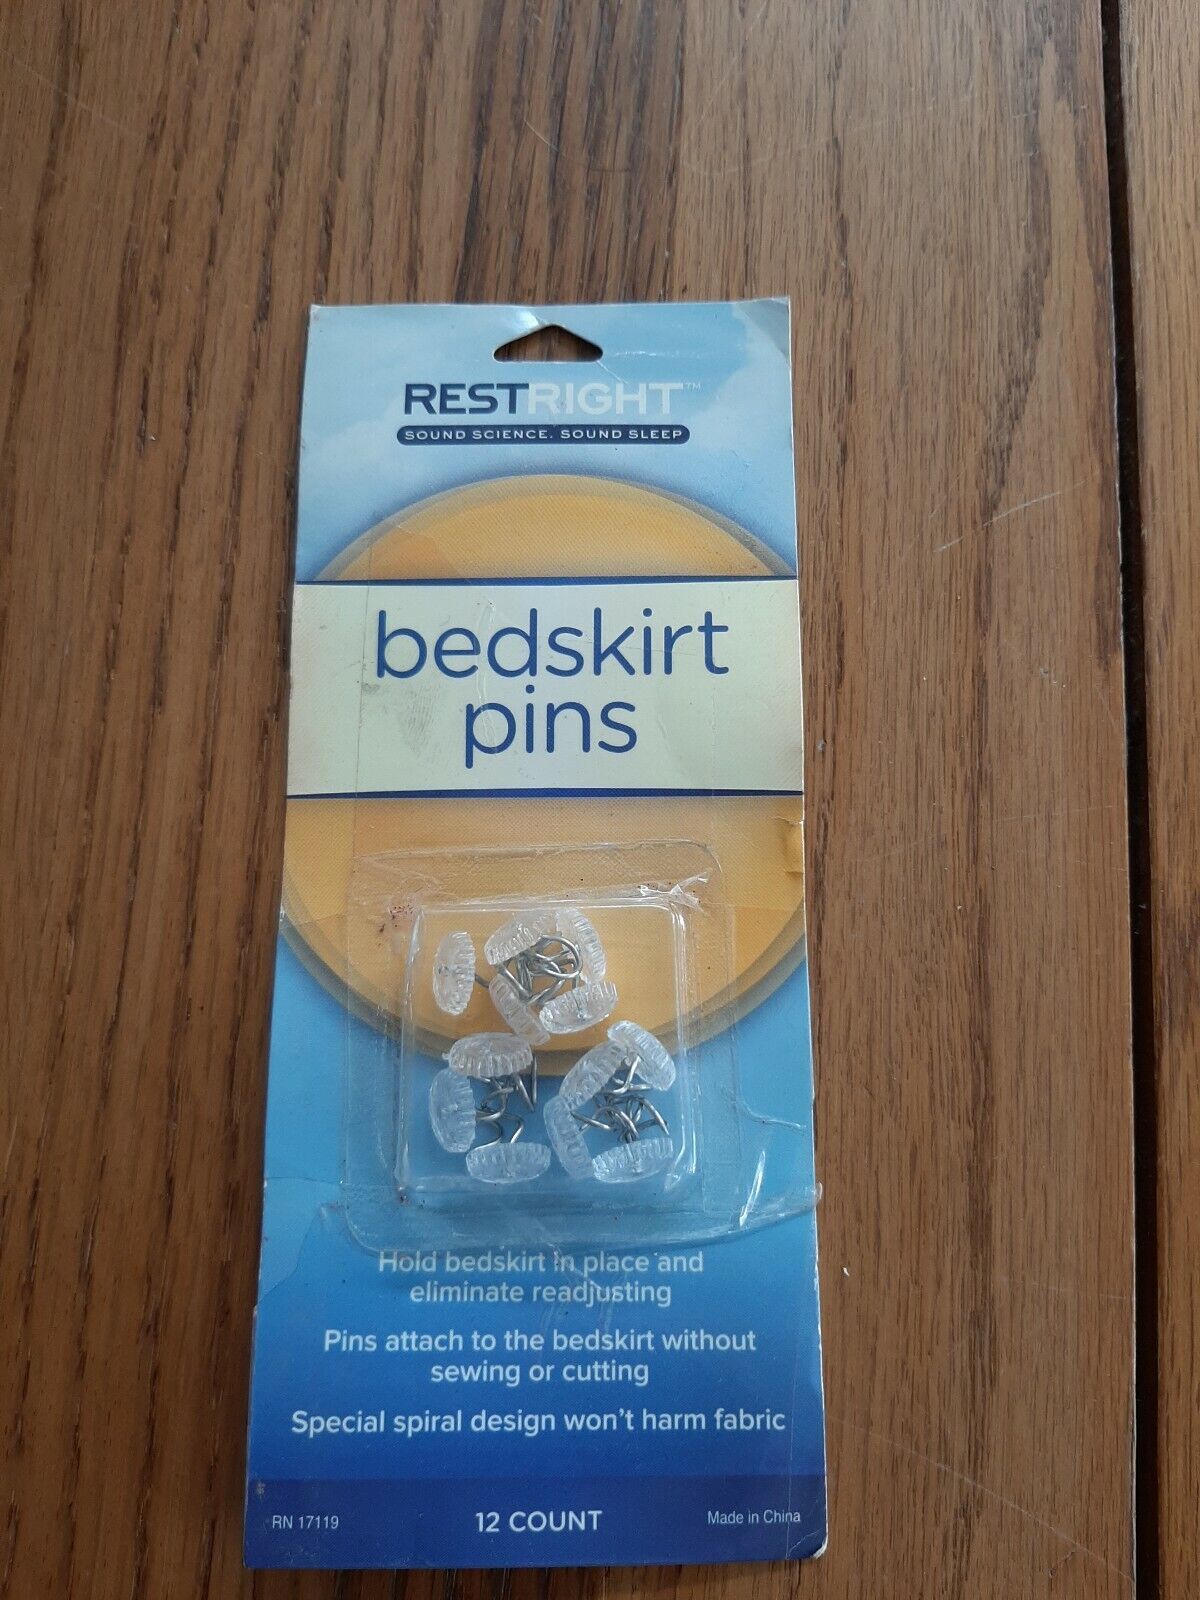 RESTRIGHT™
SOUND SCIENCE. SOUND SLEEP
bedskirt
pins
Hold bedskirt in place and
eliminate readjusting
Pins attach to the bedskirt without
sewing or cutting
Special spiral design won't harm fabric
RN 17119 12 COUNT Made in China